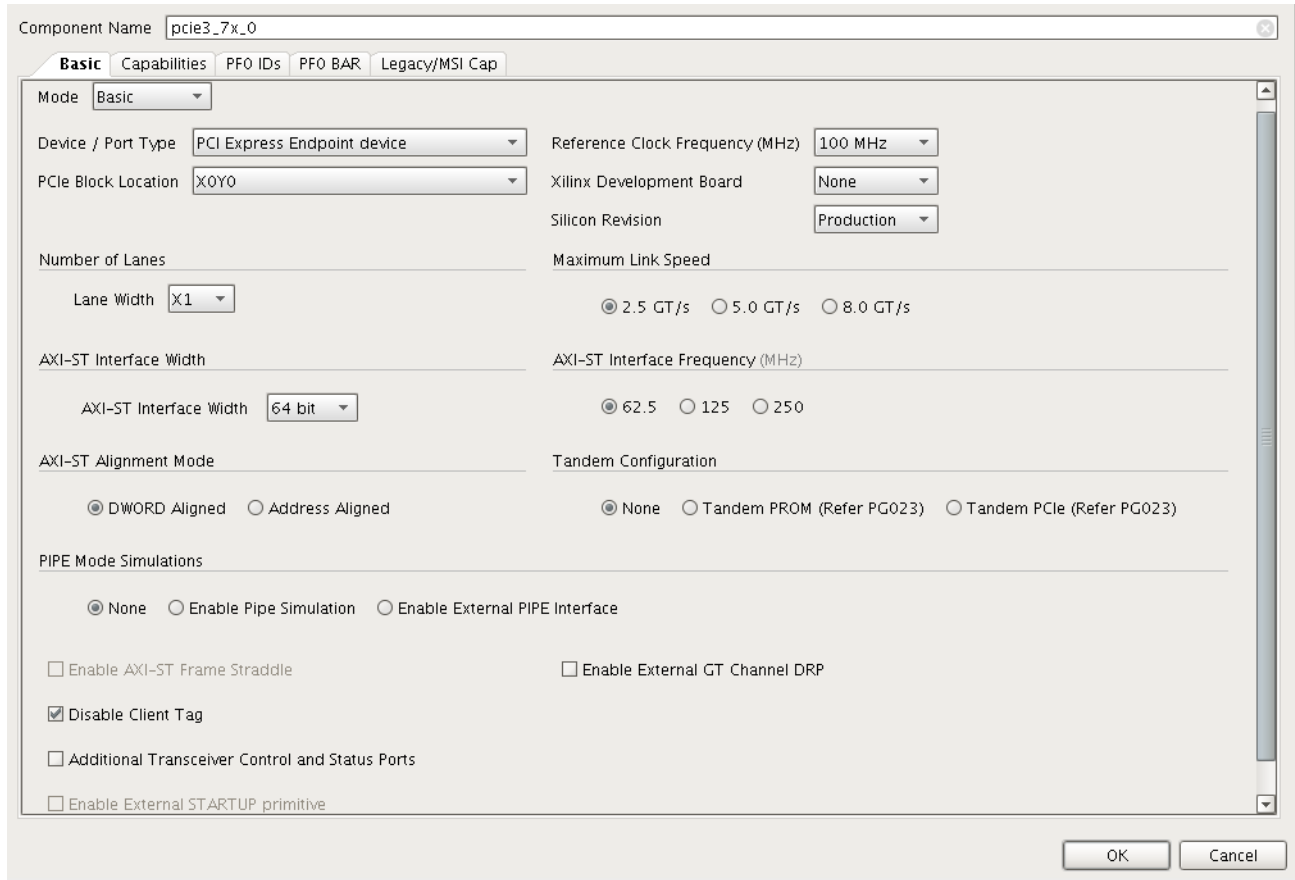 Component Name pcie3_7x_0
Basic Capabilities PF0 IDs PF0 BAR Legacy/MSI Cap
Mode Basic
Device / Port Type PCI Express Endpoint device Reference Clock Frequency (MHz) 100 MHz
PCIe Block Location X0Y0 Xilinx Development Board None
Silicon Revision Production
Number of Lanes Maximum Link Speed
Lane Width X1 2.5 GT/s 5.0 GT/s 8.0 GT/s
AXI-ST Interface Width AXI-ST Interface Frequency (MHz)
AXI-ST Interface Width 64 bit 62.5 125 250
AXI-ST Alignment Mode Tandem Configuration
DWORD Aligned Address Aligned None Tandem PROM (Refer PG023) Tandem PCIe (Refer PG023)
PIPE Mode Simulations
None Enable Pipe Simulation Enable External PIPE Interface
Enable AXI-ST Frame Straddle Enable External GT Channel DRP
Disable Client Tag
Additional Transceiver Control and Status Ports
Enable External STARTUP primitive
OK Cancel